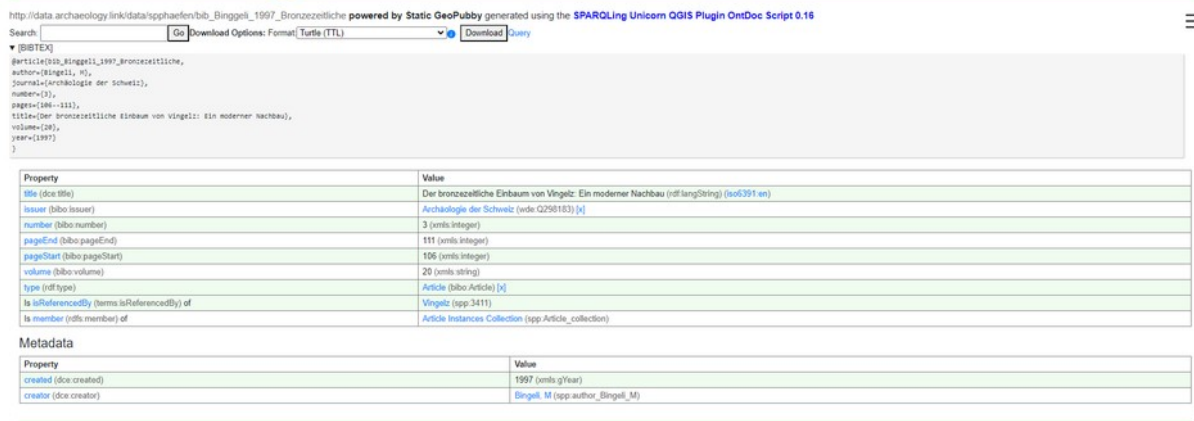 http://data.archaeology.link/data/spphaefen/bib_Binggeli_1997_Bronzezeitliche powered by Static GeoPubby generated using the SPARQLing Unicorn QGIS Plugin OntDoc Script 0.16
Search: Go Download Options: Format: Turtle (TTL) Download Query
▼ [BIBTEX]
@article{bib_Binggeli_1997_Bronzezeitliche,
author={Bingeli, M},
journal={Archäologie der Schweiz},
number={3},
pages={106--111},
title={Der bronzezeitliche Einbaum von Vingelz: Ein moderner Nachbau},
volume={20},
year={1997}
}
Property Value
title (dce:title) Der bronzezeitliche Einbaum von Vingelz: Ein moderner Nachbau (rdf:langString) (iso6391:en)
issuer (bibo:issuer) Archäologie der Schweiz (wde:Q298183) [x]
number (bibo:number) 3 (xmls:integer)
pageEnd (bibo:pageEnd) 111 (xmls:integer)
pageStart (bibo:pageStart) 106 (xmls:integer)
volume (bibo:volume) 20 (xmls:string)
type (rdf:type) Article (bibo:Article) [x]
Is isReferencedBy (terms:isReferencedBy) of Vingelz (spp:3411)
Is member (rdfs:member) of Article Instances Collection (spp:Article_collection)
Metadata
Property Value
created (dce:created) 1997 (xmls:gYear)
creator (dce:creator) Bingeli, M (spp:author_Bingeli_M)